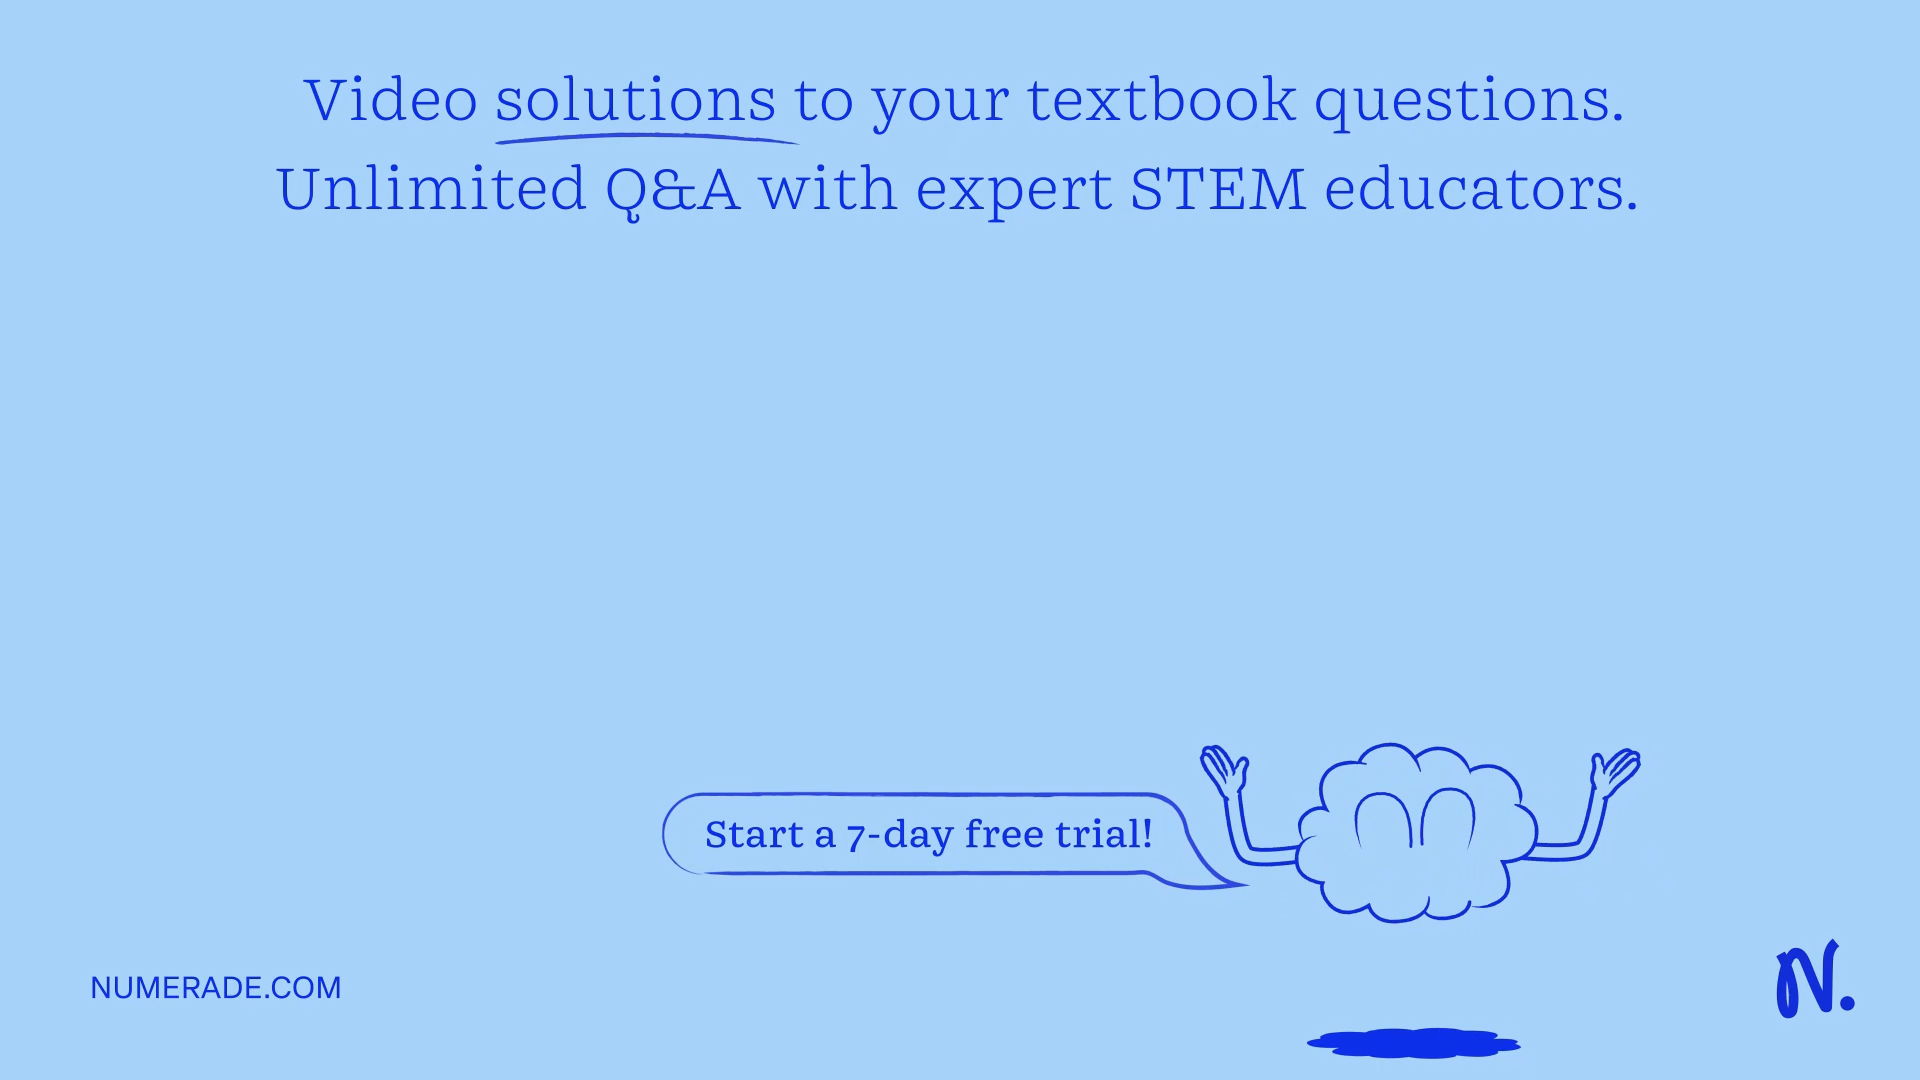 Video solutions to your textbook questions.
Unlimited Q&A with expert STEM educators.
Start a 7-day free trial!
NUMERADE.COM
N.